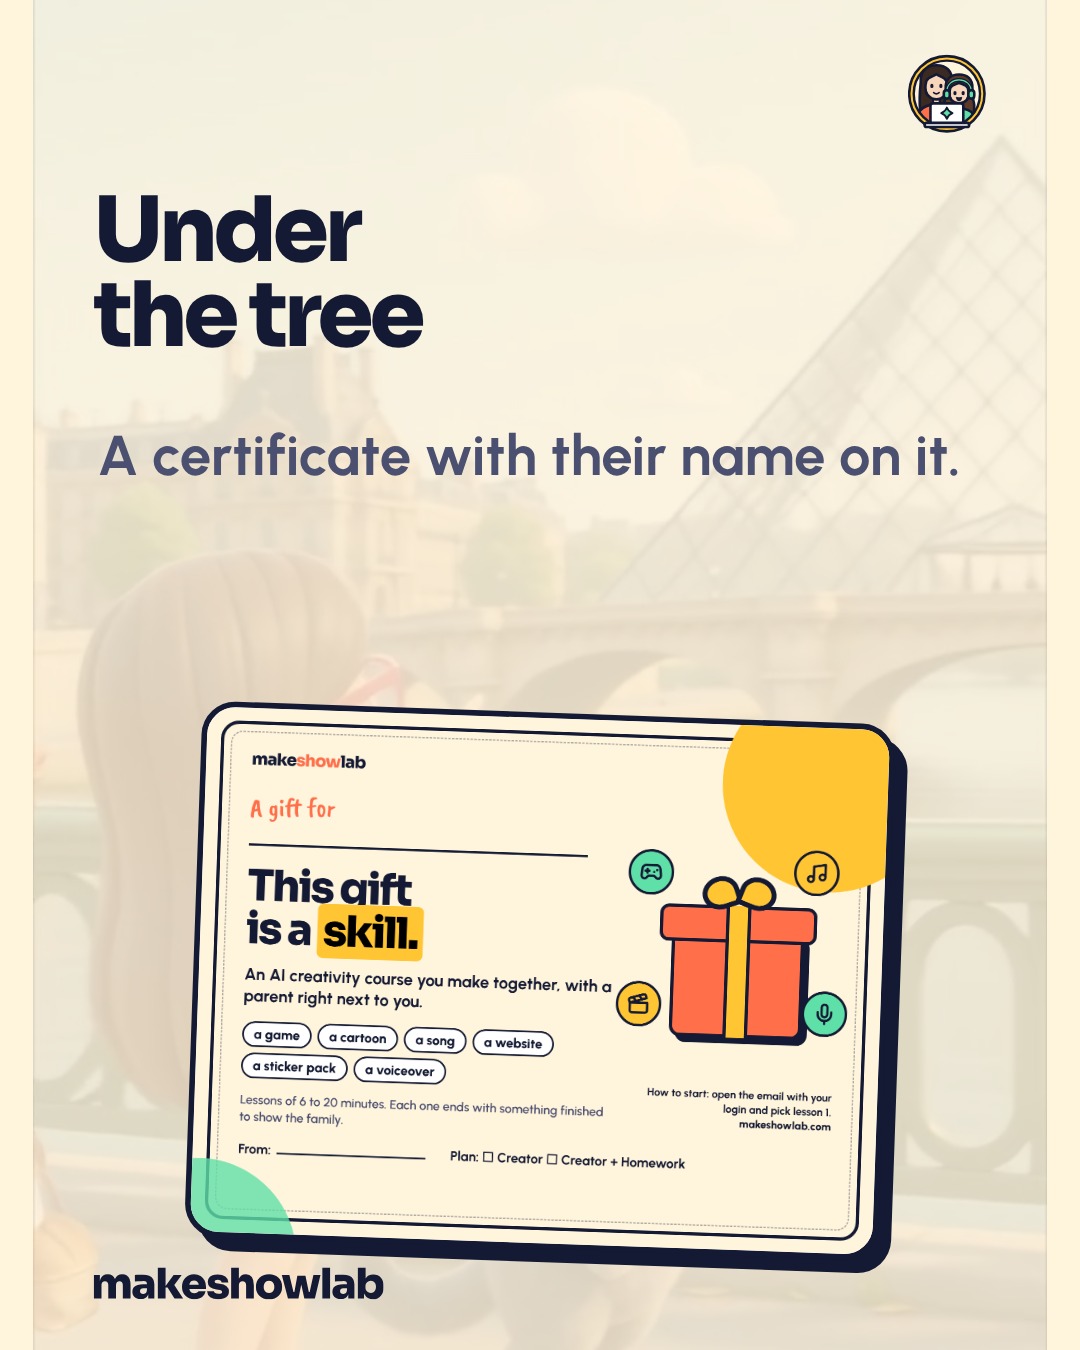 Under
the tree
A certificate with their name on it.
makeshowlab
A gift for
This gift
is a skill.
An AI creativity course you make together, with a
parent right next to you.
a game
a cartoon
a song
a website
a sticker pack
a voiceover
Lessons of 6 to 20 minutes. Each one ends with something finished
to show the family.
How to start: open the email with your
login and pick lesson 1.
makeshowlab.com
From:
Plan: ☐ Creator ☐ Creator + Homework
makeshowlab